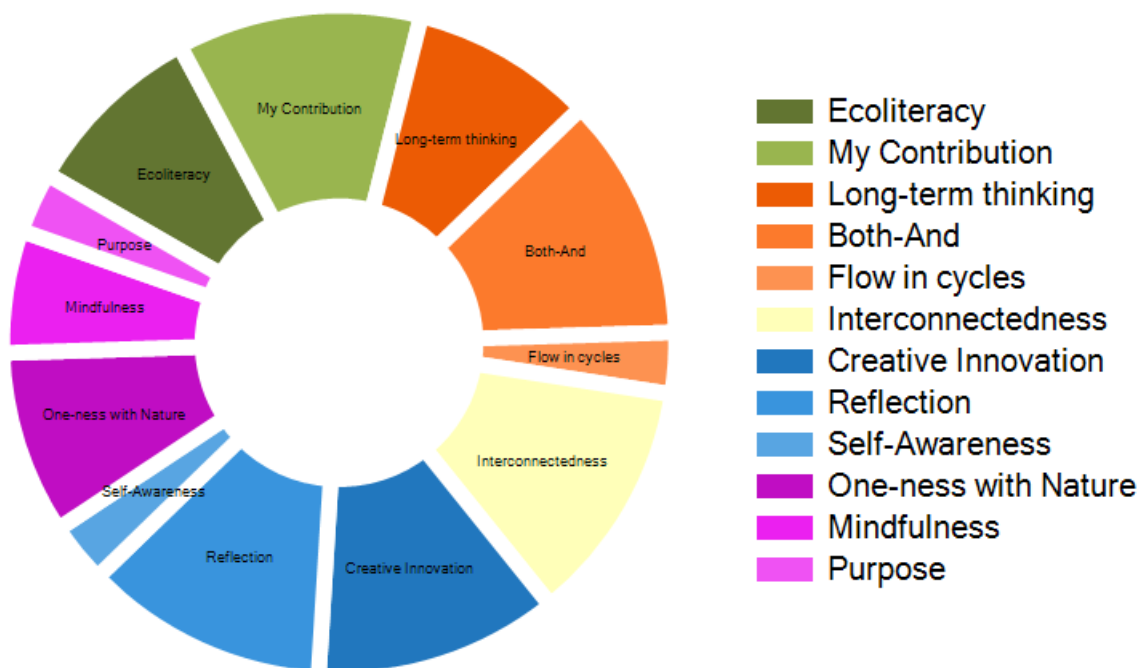 My Contribution
Long-term thinking
Ecoliteracy
Purpose
Both-And
Mindfulness
Flow in cycles
One-ness with Nature
Interconnectedness
Self-Awareness
Reflection
Creative Innovation
Ecoliteracy
My Contribution
Long-term thinking
Both-And
Flow in cycles
Interconnectedness
Creative Innovation
Reflection
Self-Awareness
One-ness with Nature
Mindfulness
Purpose